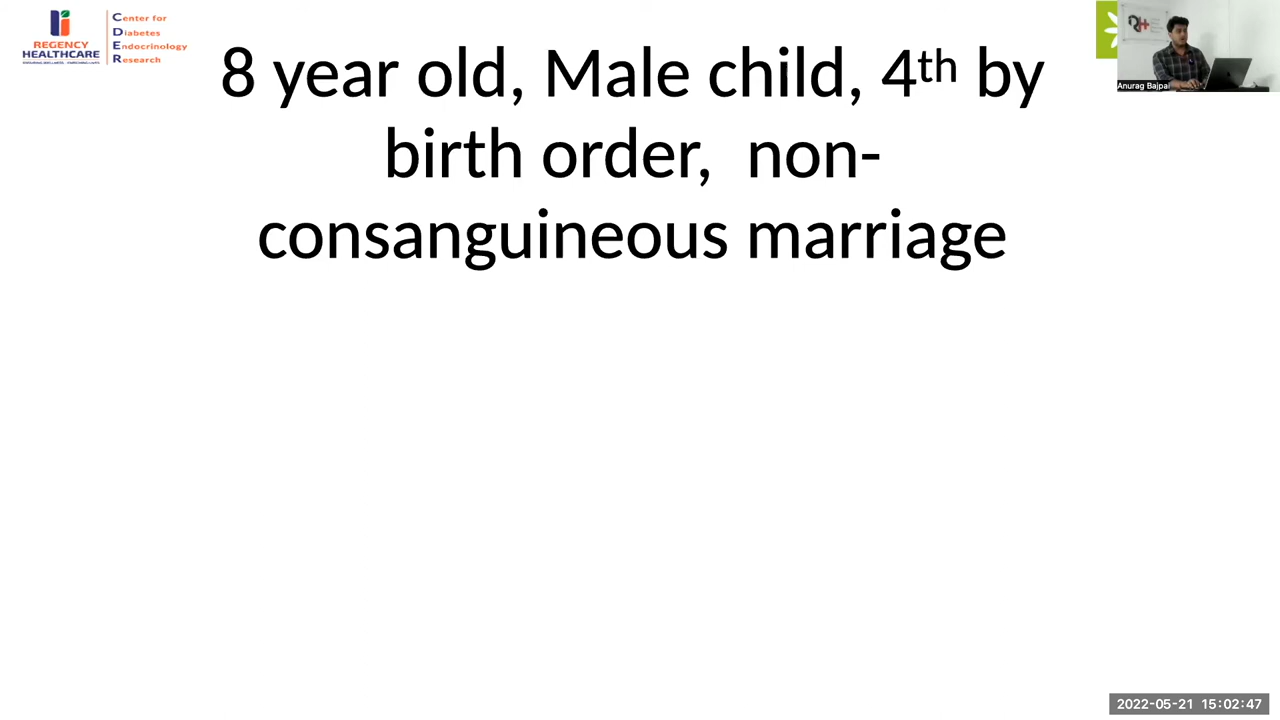 REGENCY
HEALTHCARE
Center for
Diabetes
Endocrinology
Research
8 year old, Male child, 4th by
birth order, non-
consanguineous marriage
Anurag Bajpai
2022-05-21 15:02:47